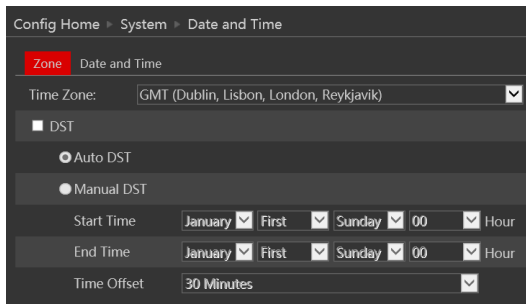 Config Home ▸ System ▸ Date and Time
Zone Date and Time
Time Zone: GMT (Dublin, Lisbon, London, Reykjavik)
DST
Auto DST
Manual DST
Start Time January First Sunday 00 Hour
End Time January First Sunday 00 Hour
Time Offset 30 Minutes